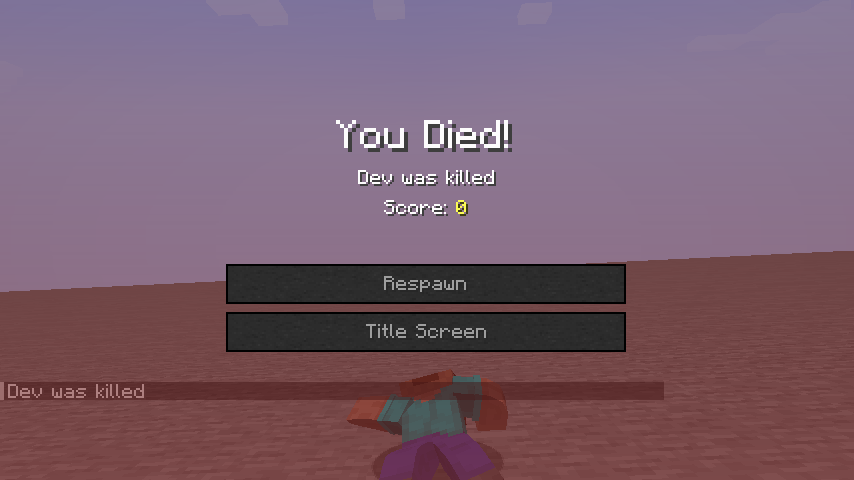 You Died!
Dev was killed
Score: 0
Respawn
Title Screen
Dev was killed